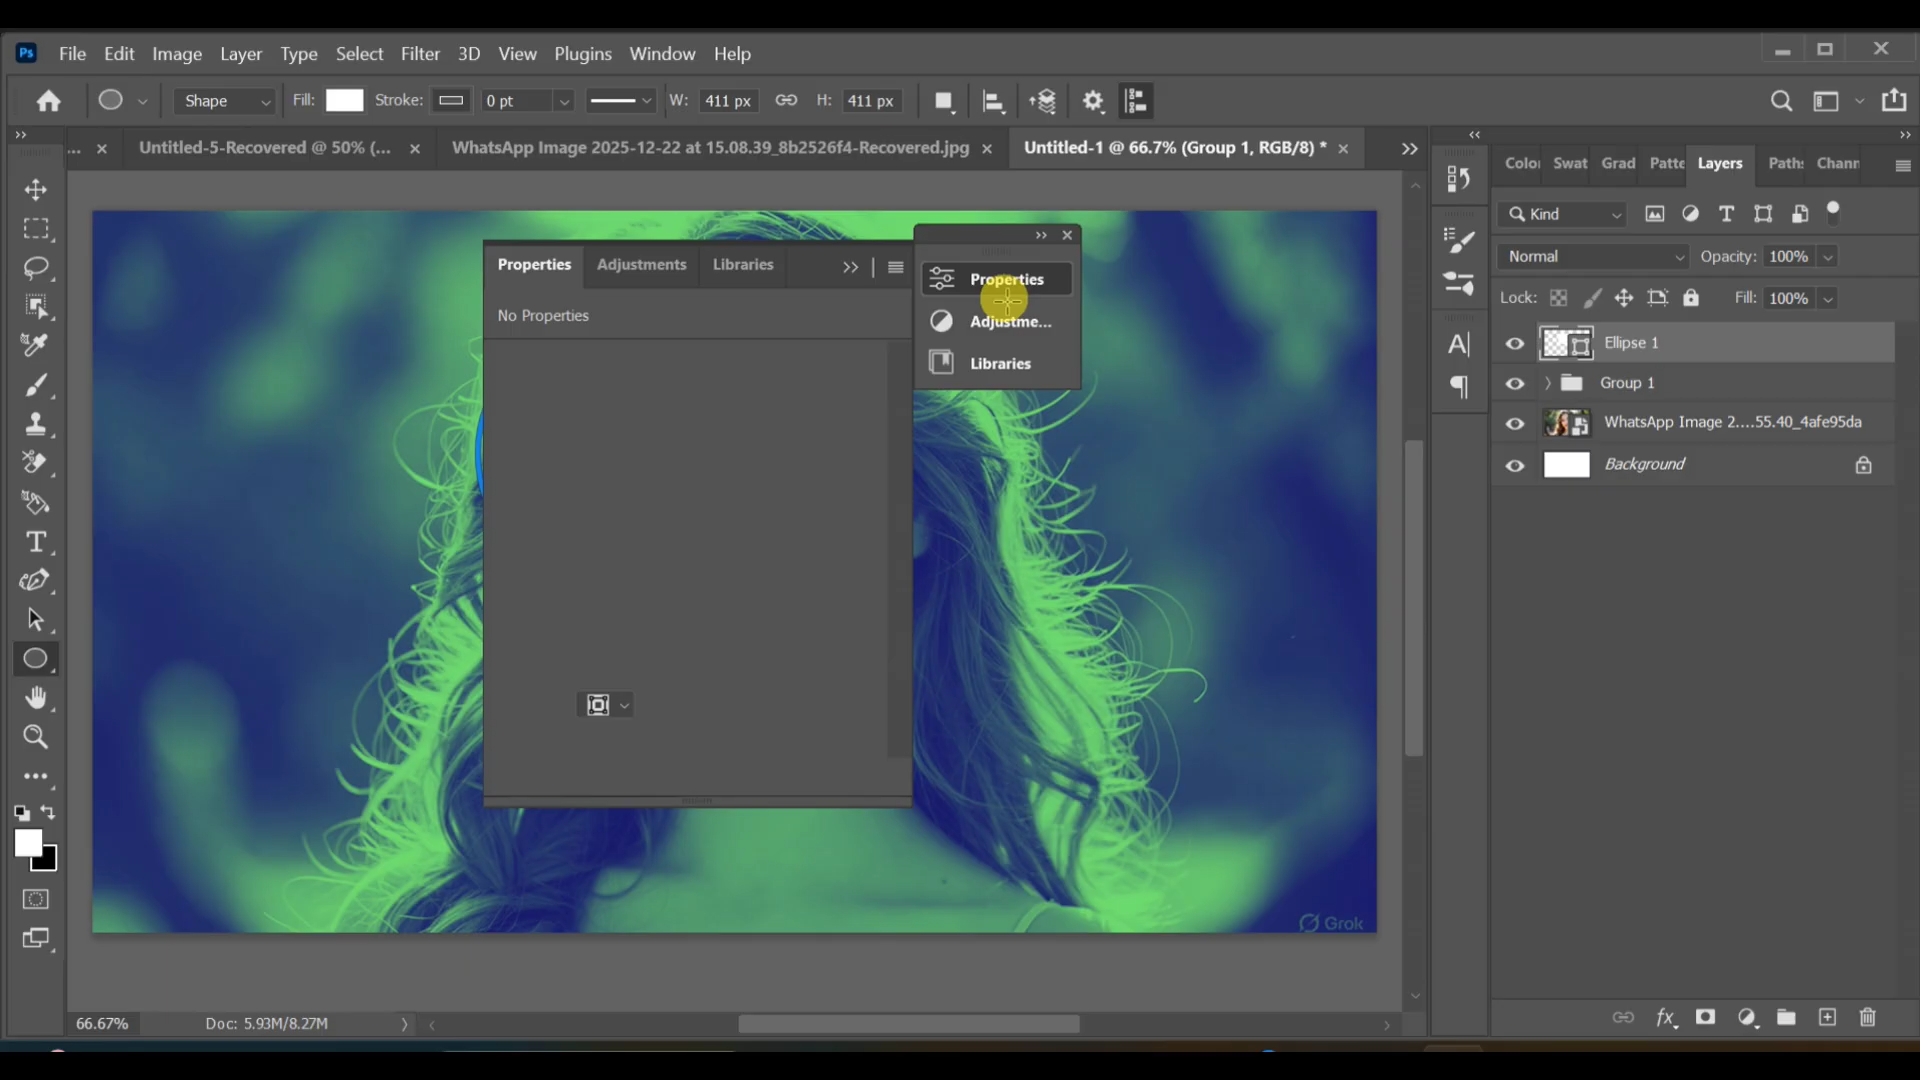 Ps File Edit Image Layer Type Select Filter 3D View Plugins Window Help
Shape Fill: Stroke: 0 pt W: 411 px H: 411 px
... Untitled-5-Recovered @ 50% (... WhatsApp Image 2025-12-22 at 15.08.39_8b2526f4-Recovered.jpg Untitled-1 @ 66.7% (Group 1, RGB/8) *
Colo Swat Grad Patte Layers Paths Chann
Kind
Normal Opacity: 100%
Lock: Fill: 100%
Ellipse 1
Group 1
WhatsApp Image 2....55.40_4afe95da
Background
Properties Adjustments Libraries
No Properties
Properties
Adjustme...
Libraries
Grok
66.67% Doc: 5.93M/8.27M